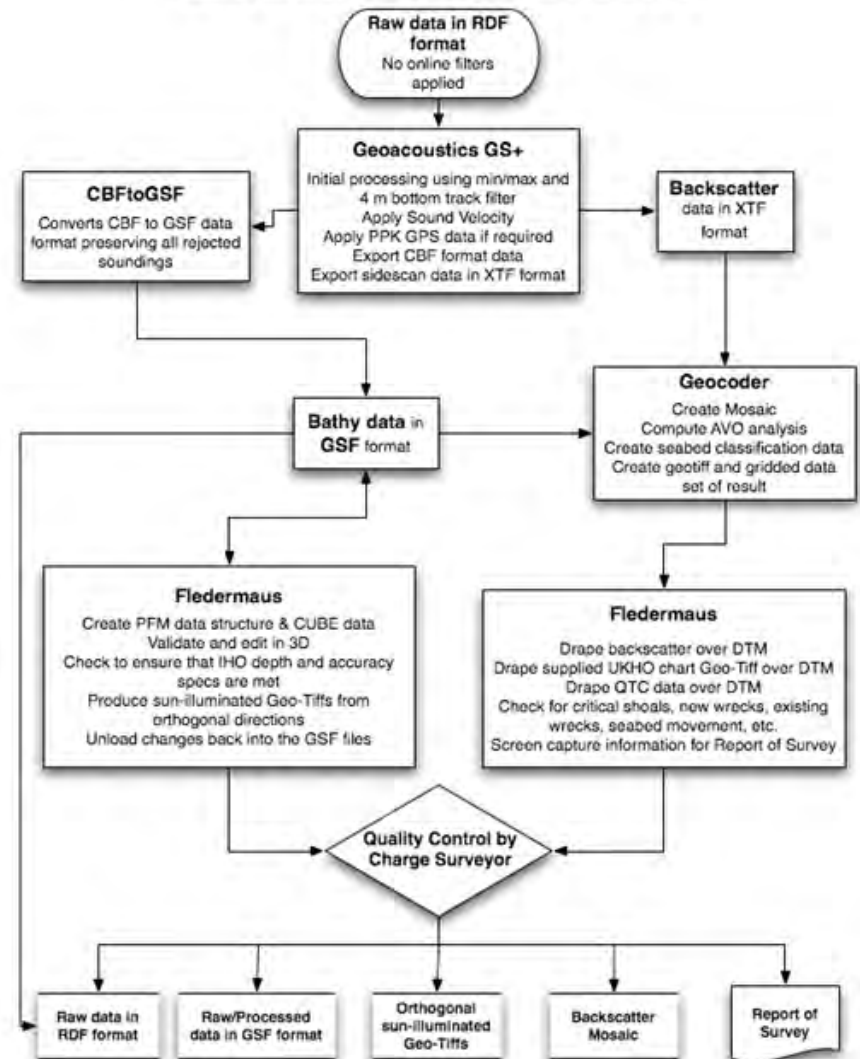 Raw data in RDF
format
No online filters
applied
Geoacoustics GS+
Initial processing using min/max and
4 m bottom track filter
Apply Sound Velocity
Apply PPK GPS data if required
Export CBF format data
Export sidescan data in XTF format
CBFtoGSF
Converts CBF to GSF data
format preserving all rejected
soundings
Backscatter
data in XTF
format
Bathy data in
GSF format
Geocoder
Create Mosaic
Compute AVO analysis
Create seabed classification data
Create geotiff and gridded data
set of result
Fledermaus
Create PFM data structure & CUBE data
Validate and edit in 3D
Check to ensure that IHO depth and accuracy
specs are met
Produce sun-illuminated Geo-Tiffs from
orthogonal directions
Unload changes back into the GSF files
Fledermaus
Drape backscatter over DTM
Drape supplied UKHO chart Geo-Tiff over DTM
Drape QTC data over DTM
Check for critical shoals, new wrecks, existing
wrecks, seabed movement, etc.
Screen capture information for Report of Survey
Quality Control by
Charge Surveyor
Raw data in
RDF format
Raw/Processed
data in GSF format
Orthogonal
sun-illuminated
Geo-Tiffs
Backscatter
Mosaic
Report of
Survey